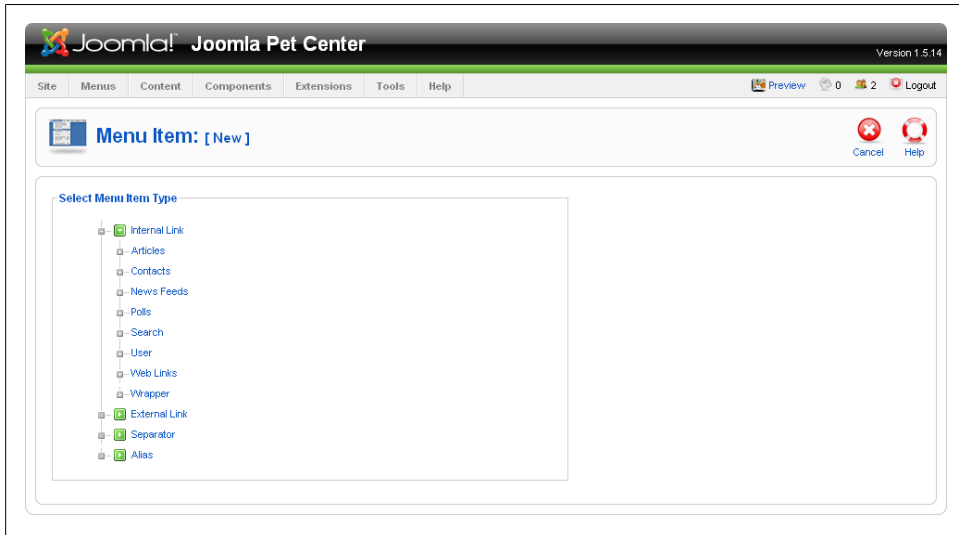 Joomla! Joomla Pet Center
Version 1.5.14
Site Menus Content Components Extensions Tools Help Preview 0 2 Logout
Menu Item: [ New ]
Cancel Help
Select Menu Item Type
Internal Link
Articles
Contacts
News Feeds
Polls
Search
User
Web Links
Wrapper
External Link
Separator
Alias